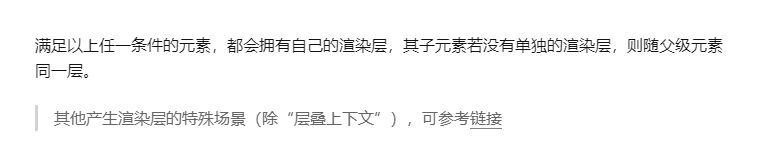 满足以上任一条件的元素，都会拥有自己的渲染层，其子元素若没有单独的渲染层，则随父级元素
同一层。
其他产生渲染层的特殊场景（除“层叠上下文”），可参考链接